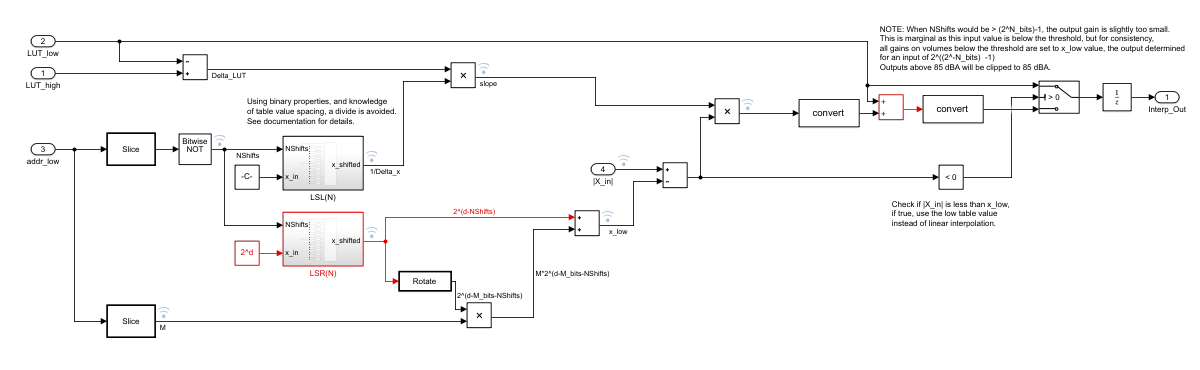 NOTE: When NShifts would be > (2^N_bits)-1, the output gain is slightly too small.
This is marginal as this input value is below the threshold, but for consistency,
all gains on volumes below the threshold are set to x_low value, the output determined
for an input of 2^((2^-N_bits) -1)
Outputs above 85 dBA will be clipped to 85 dBA.
2
LUT_low
1
LUT_high
-
+
Delta_LUT
×
slope
Using binary properties, and knowledge
of table value spacing, a divide is avoided.
See documentation for details.
×
convert
+
+
convert
> 0
1
z
1
Interp_Out
3
addr_low
Slice
Bitwise
NOT
NShifts
-C-
NShifts
x_in
x_shifted
LSL(N)
1/Delta_x
4
|X_in|
+
-
< 0
Check if |X_in| is less than x_low,
if true, use the low table value
instead of linear interpolation.
2^d
NShifts
x_in
x_shifted
LSR(N)
2^(d-NShifts)
+
+
x_low
Rotate
2^(d-M_bits-NShifts)
M*2^(d-M_bits-NShifts)
Slice
M
×